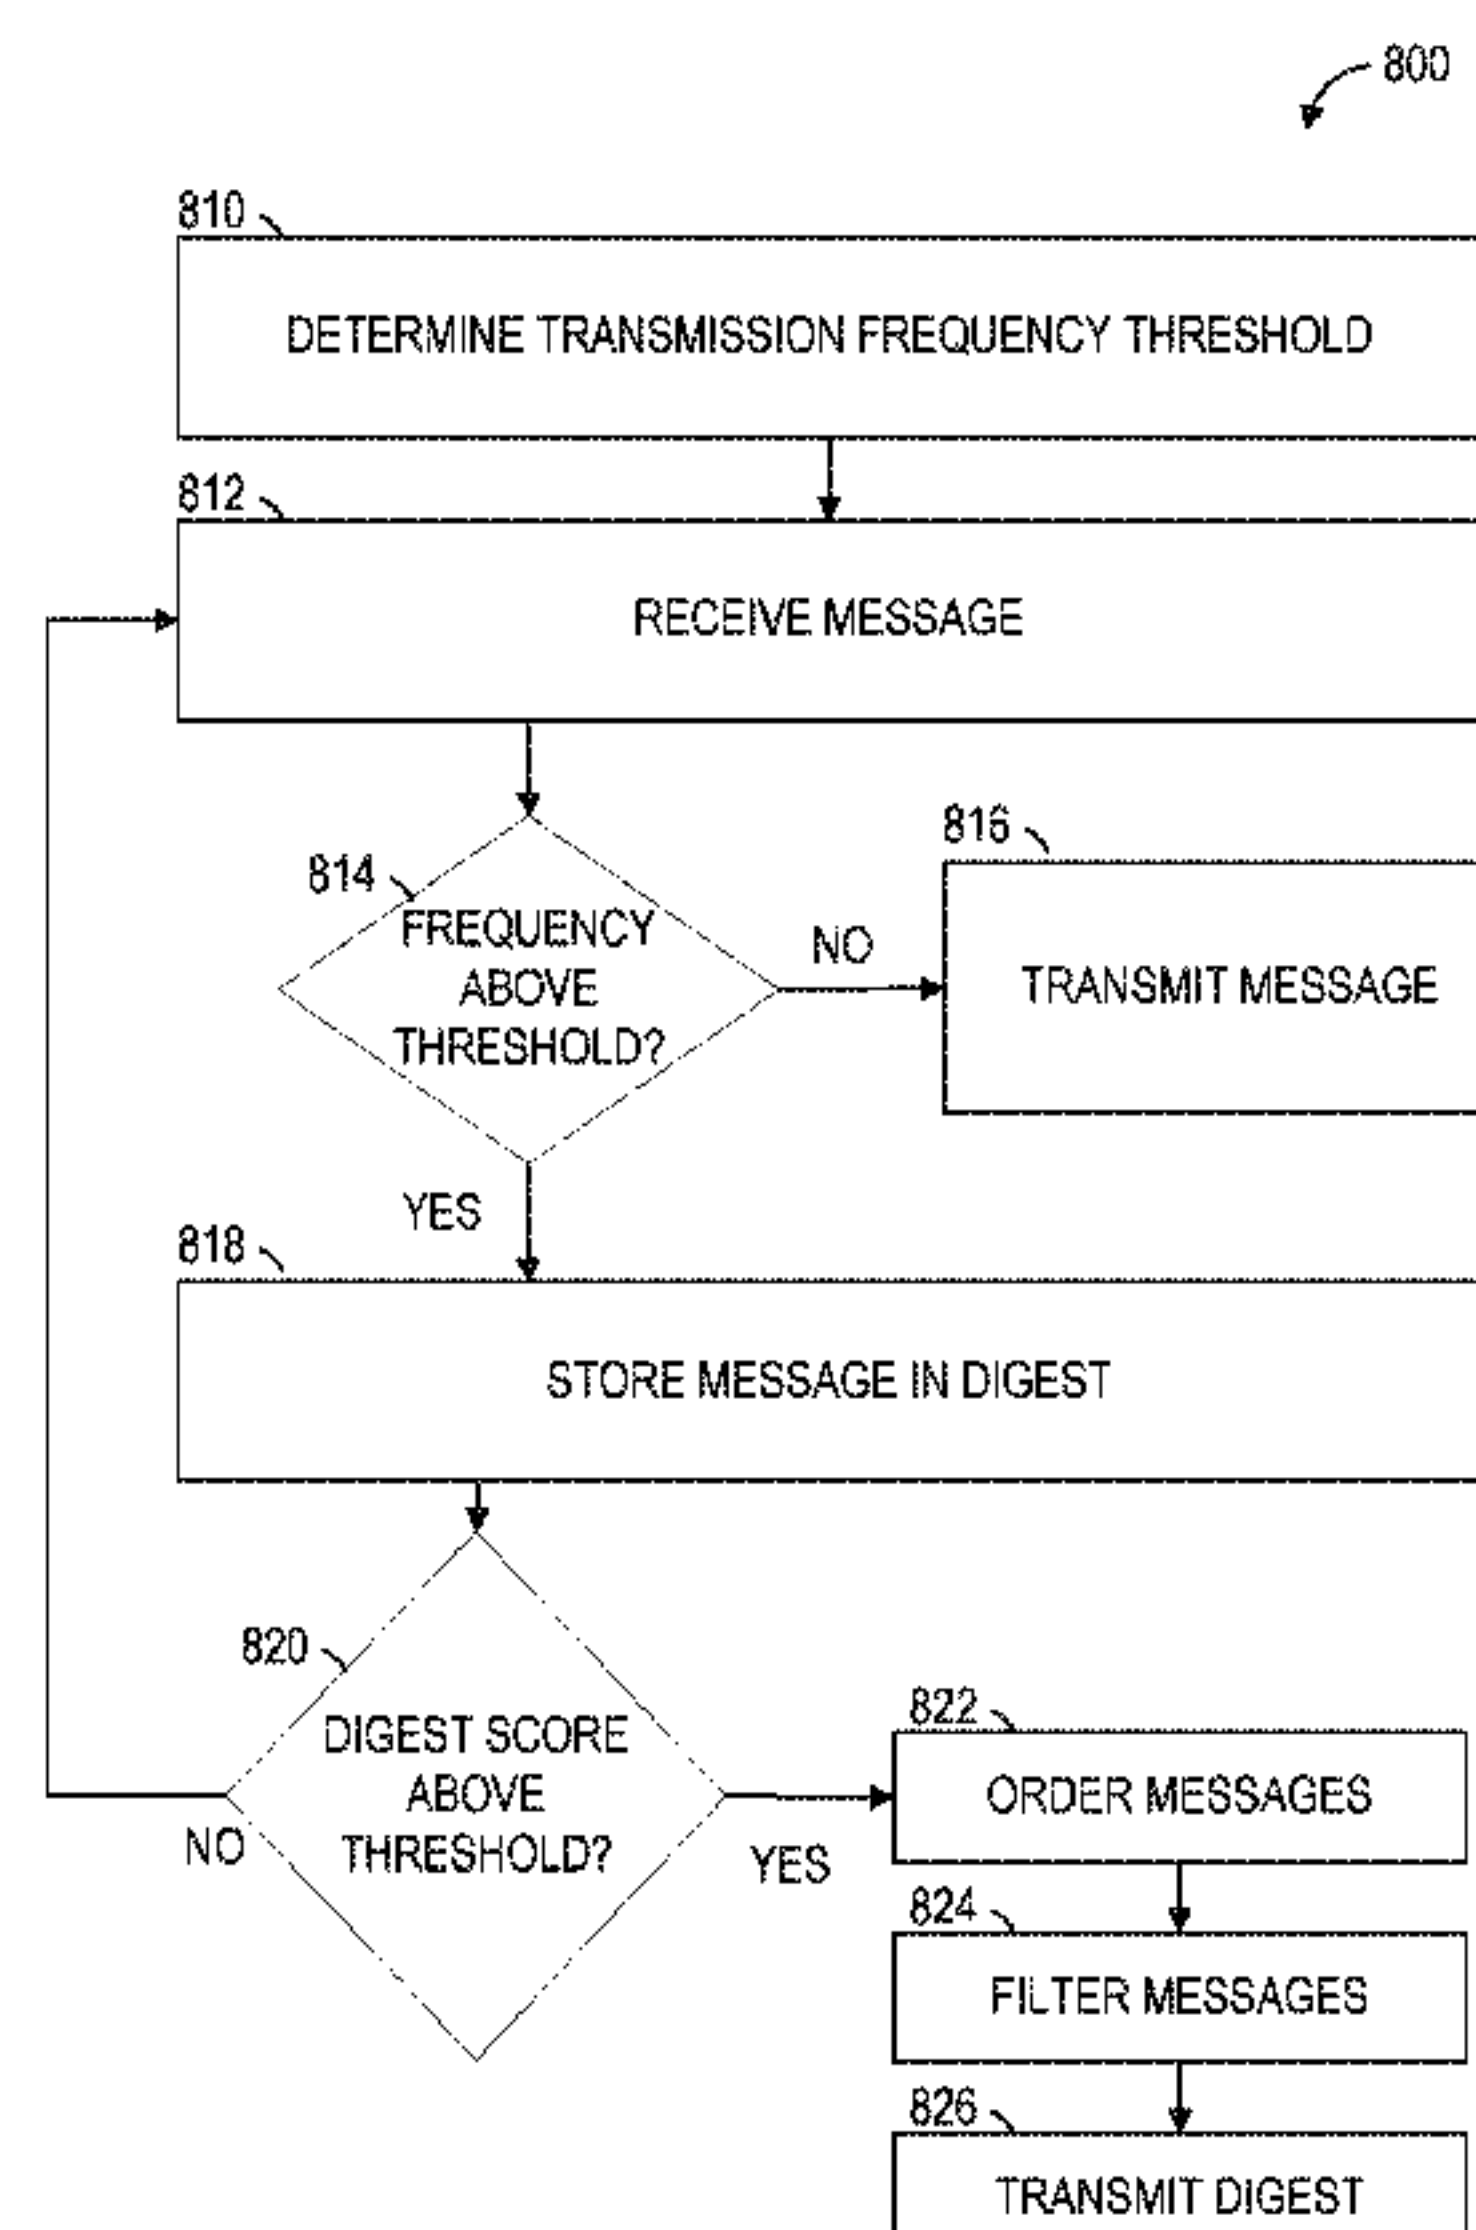 800
810
DETERMINE TRANSMISSION FREQUENCY THRESHOLD
812
RECEIVE MESSAGE
814
FREQUENCY
ABOVE
THRESHOLD?
NO
816
TRANSMIT MESSAGE
YES
818
STORE MESSAGE IN DIGEST
820
DIGEST SCORE
ABOVE
THRESHOLD?
NO
YES
822
ORDER MESSAGES
824
FILTER MESSAGES
826
TRANSMIT DIGEST